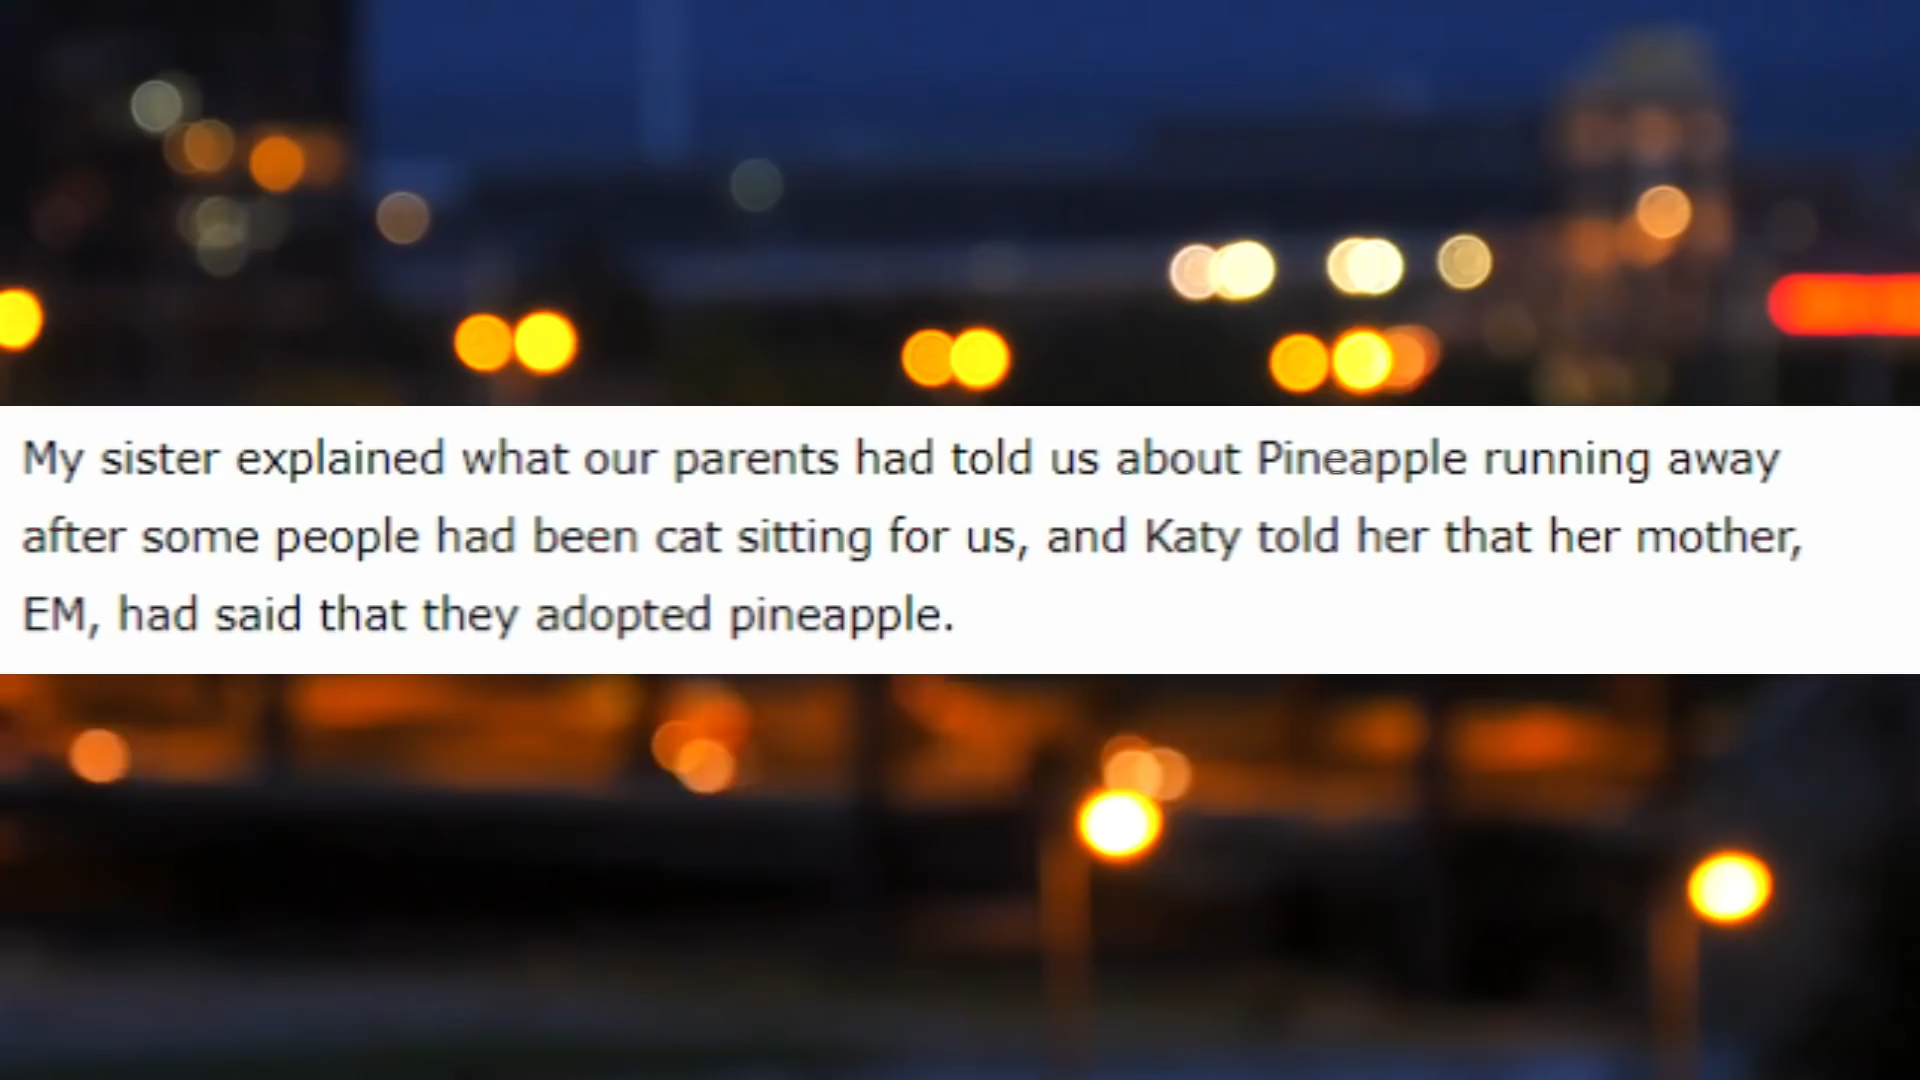 My sister explained what our parents had told us about Pineapple running away
after some people had been cat sitting for us, and Katy told her that her mother,
EM, had said that they adopted pineapple.